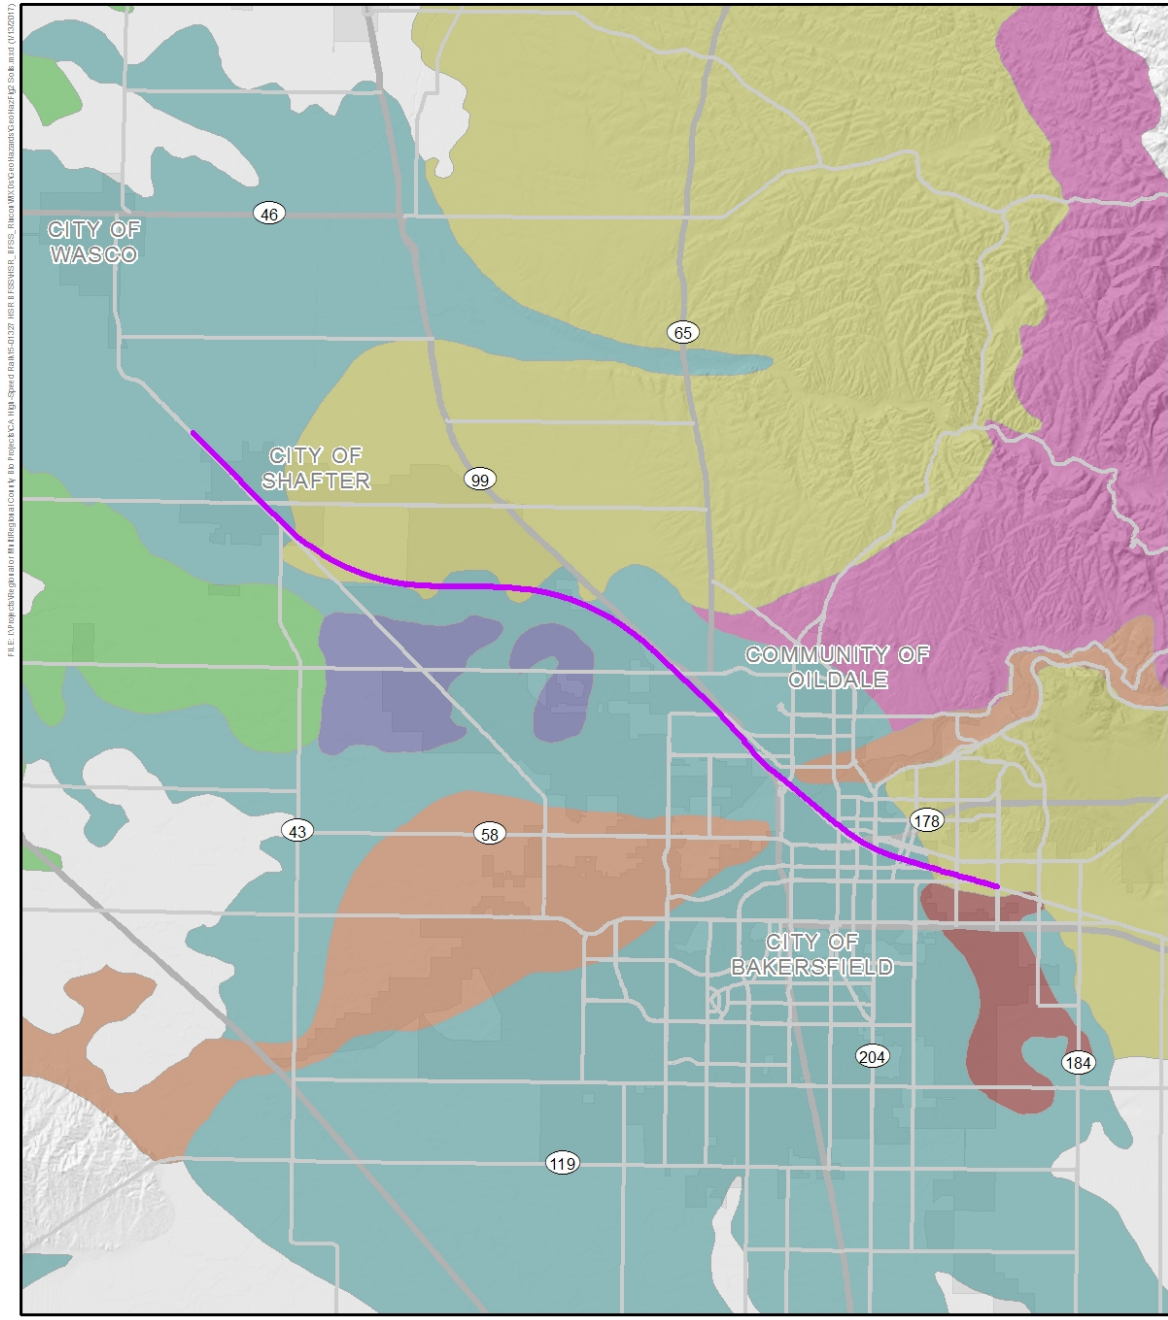 46
CITY OF
WASCO
65
CITY OF
SHAFTER
99
COMMUNITY OF
OILDALE
178
43
58
CITY OF
BAKERSFIELD
204
184
119